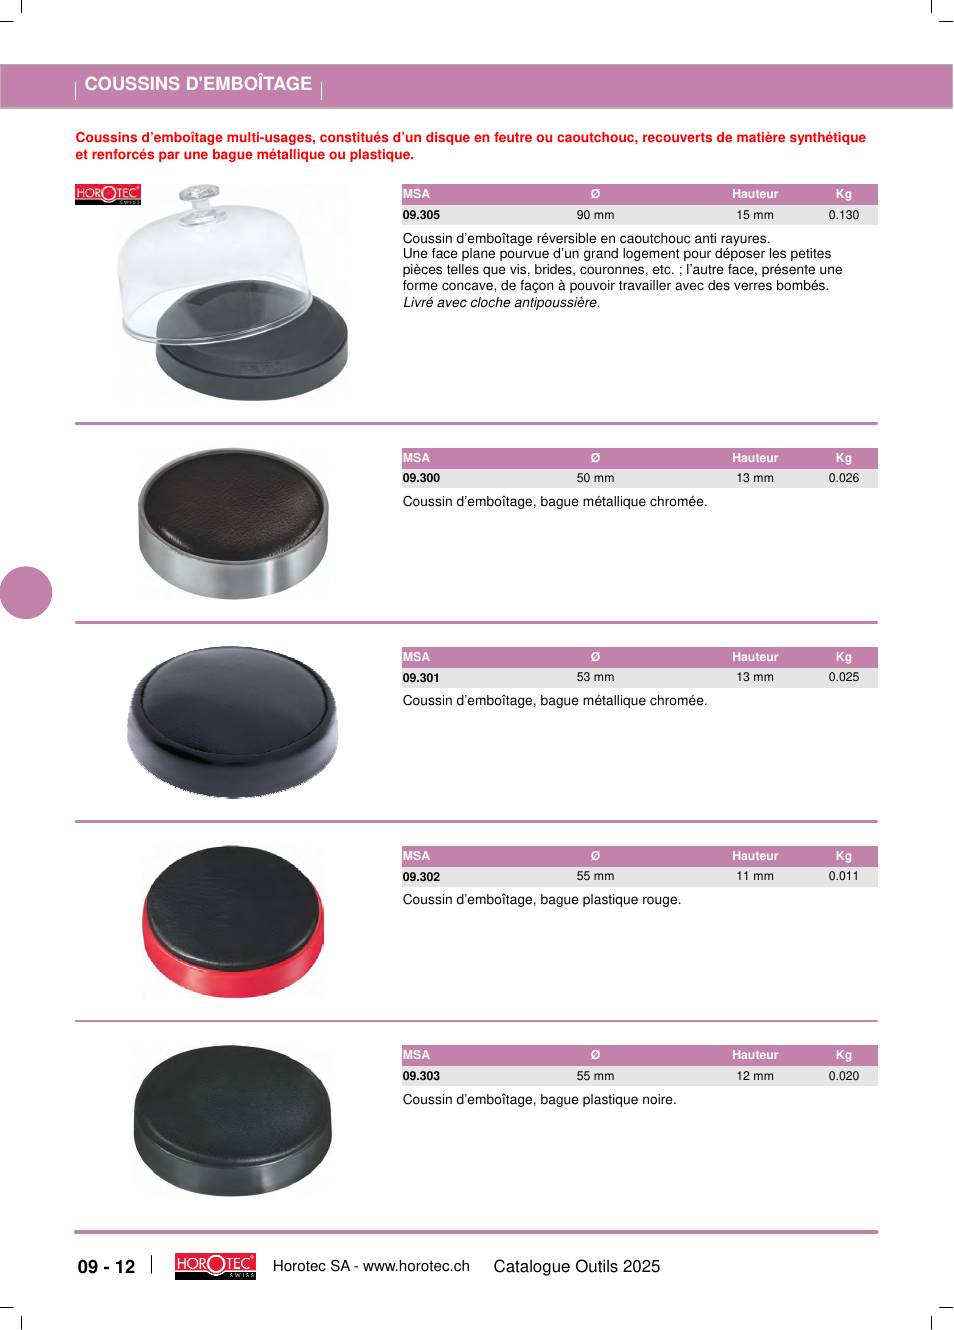 COUSSINS D'EMBOÎTAGE
Coussins d'emboîtage multi-usages, constitués d'un disque en feutre ou caoutchouc, recouverts de matière synthétique
et renforcés par une bague métallique ou plastique.
HOROTEC®
SWISS
MSA Ø Hauteur Kg
09.305 90 mm 15 mm 0.130
Coussin d'emboîtage réversible en caoutchouc anti rayures.
Une face plane pourvue d'un grand logement pour déposer les petites
pièces telles que vis, brides, couronnes, etc. ; l'autre face, présente une
forme concave, de façon à pouvoir travailler avec des verres bombés.
Livré avec cloche antipoussière.
HOROTEC
MSA Ø Hauteur Kg
09.300 50 mm 13 mm 0.026
Coussin d'emboîtage, bague métallique chromée.
MSA Ø Hauteur Kg
09.301 53 mm 13 mm 0.025
Coussin d'emboîtage, bague métallique chromée.
MSA Ø Hauteur Kg
09.302 55 mm 11 mm 0.011
Coussin d'emboîtage, bague plastique rouge.
MSA Ø Hauteur Kg
09.303 55 mm 12 mm 0.020
Coussin d'emboîtage, bague plastique noire.
09 - 12 HOROTEC® SWISS Horotec SA - www.horotec.ch Catalogue Outils 2025